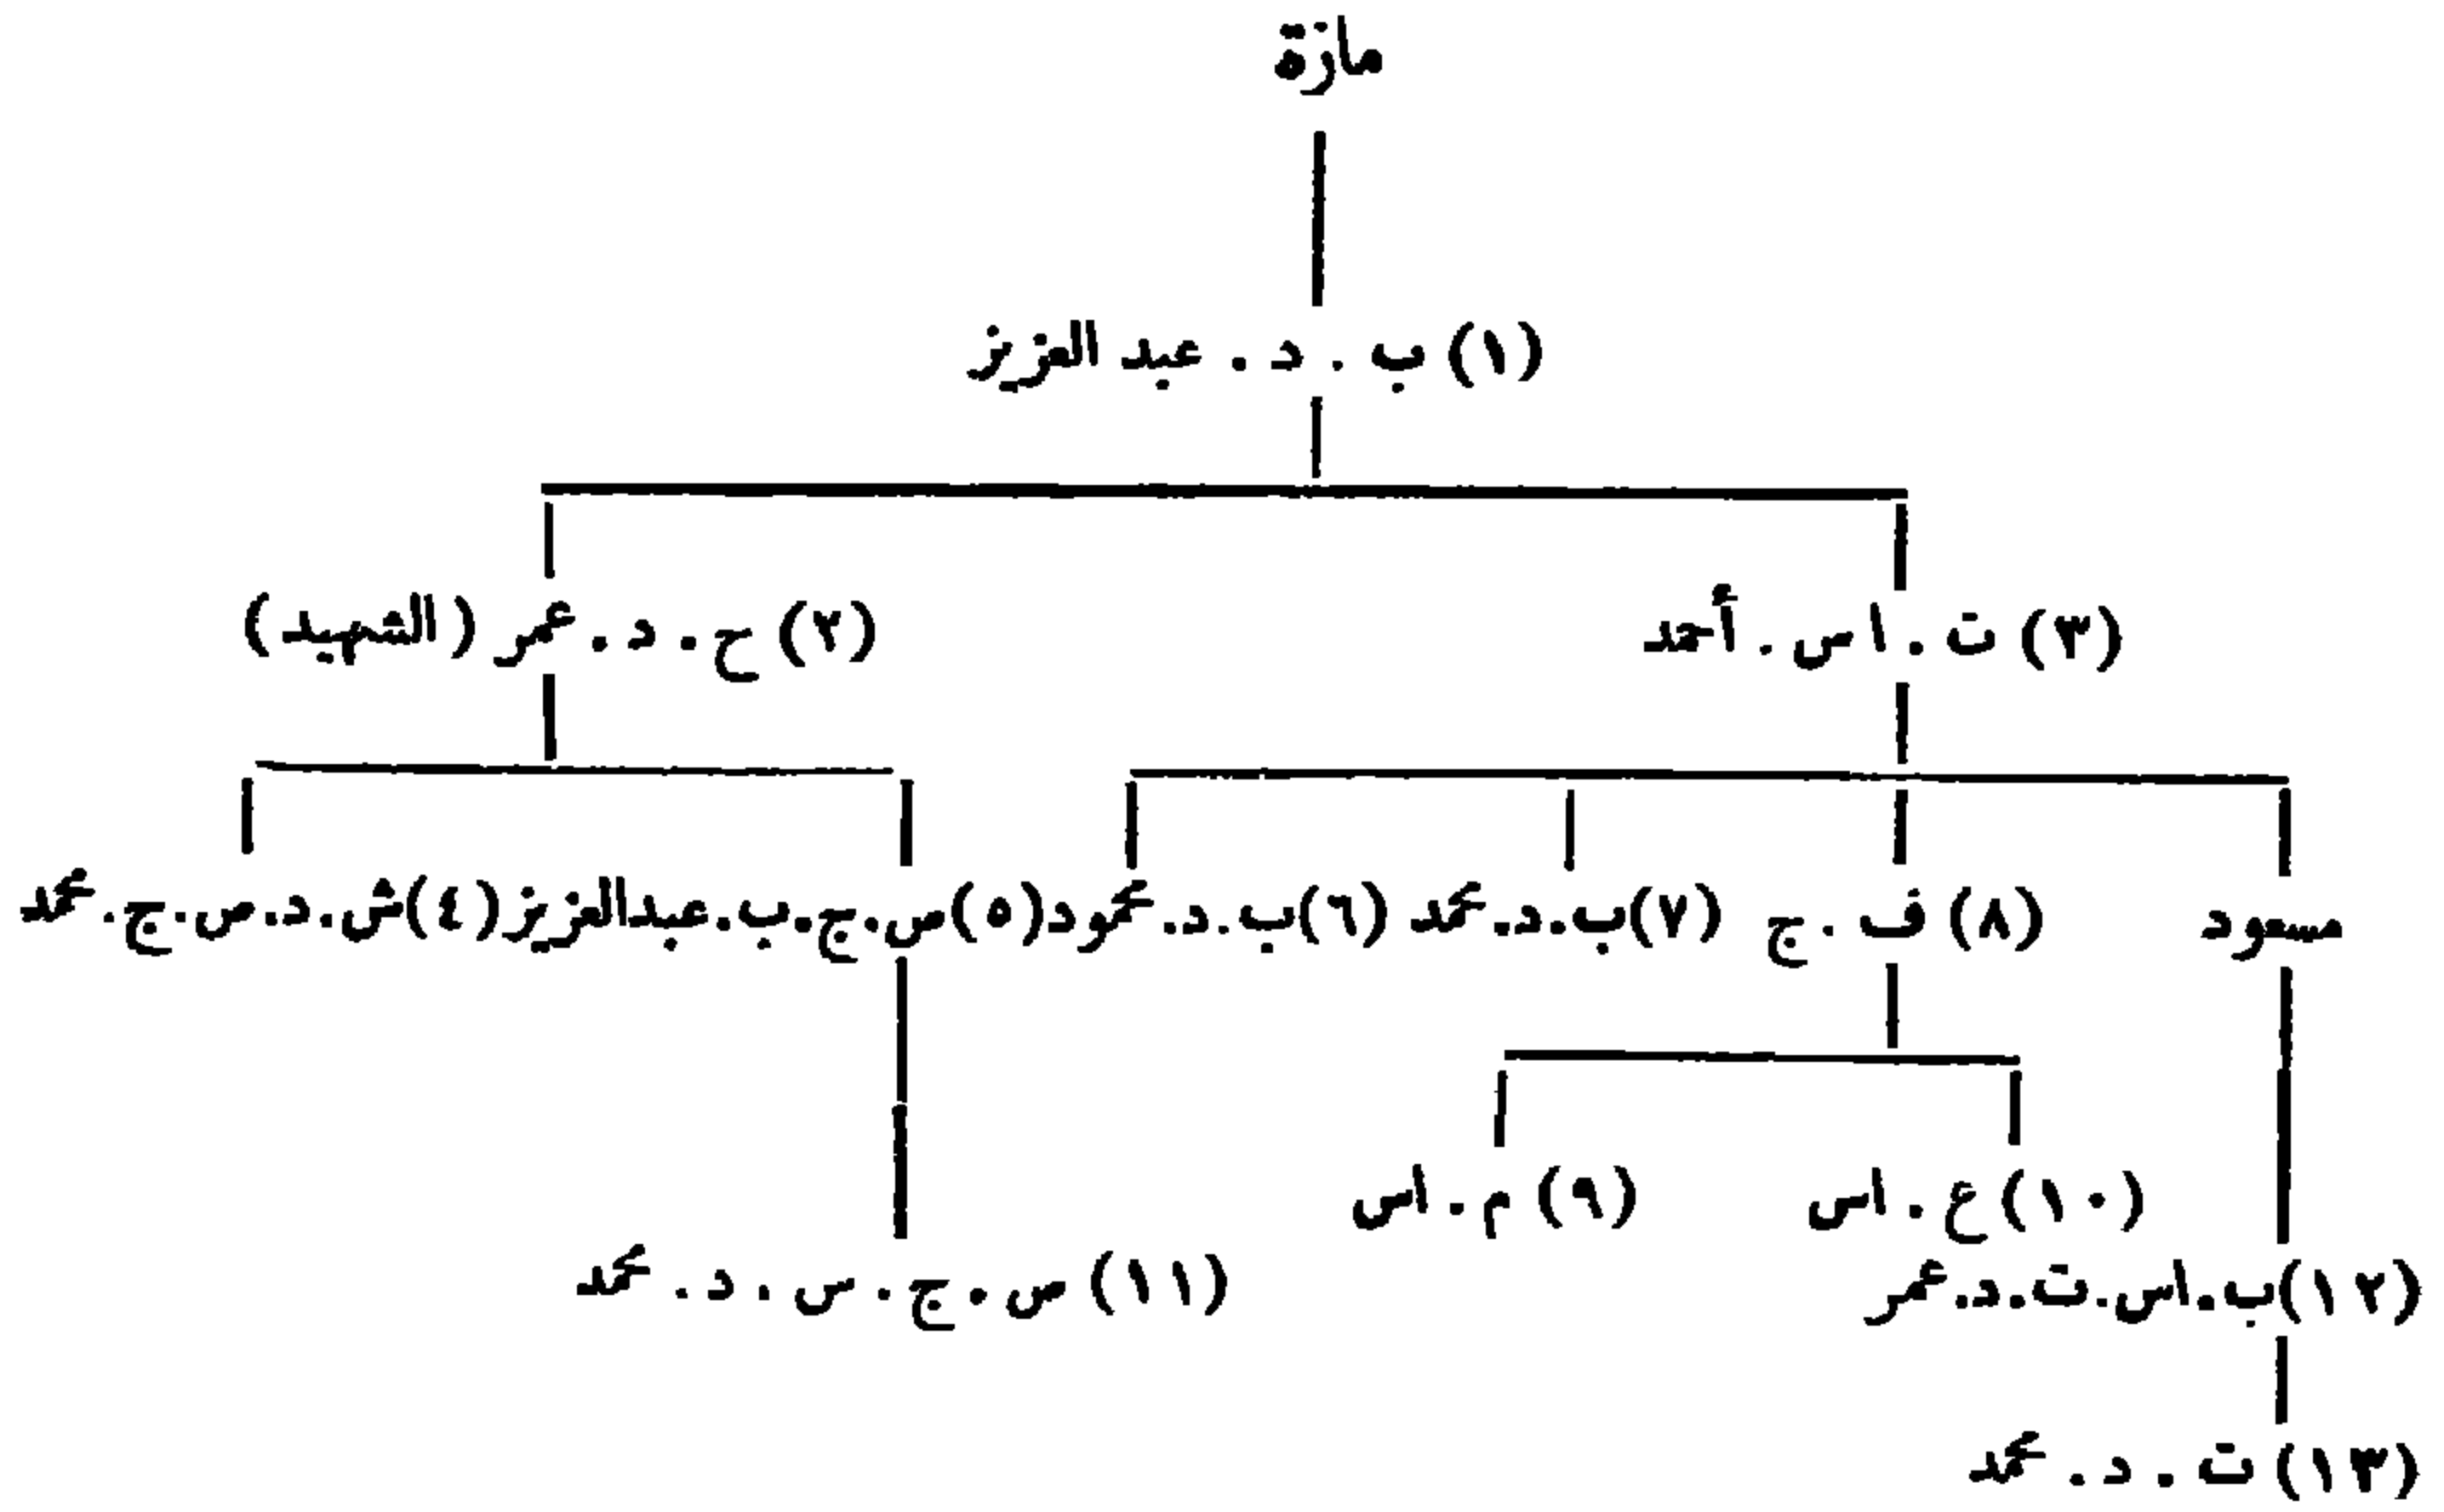 مازة
(١) ب . د . عبد العزيز
(٣) ت . ا س . أحمد (٢) ح . د . عمر (الشهيد)
مسعود (٨) ف . ج (٧) ب.د. محمد (٦) ب.د. محمود (٥) ص.ج.ب.عبدالعزيز (٤) ش.د.ص.ج. محمد
(١٠) ع . اس (٩) م . اس
(١٢) ب.اس.ت.د. عمر (١١) ص . ج . س . د . محمد
(١٣) ت . د . محمد